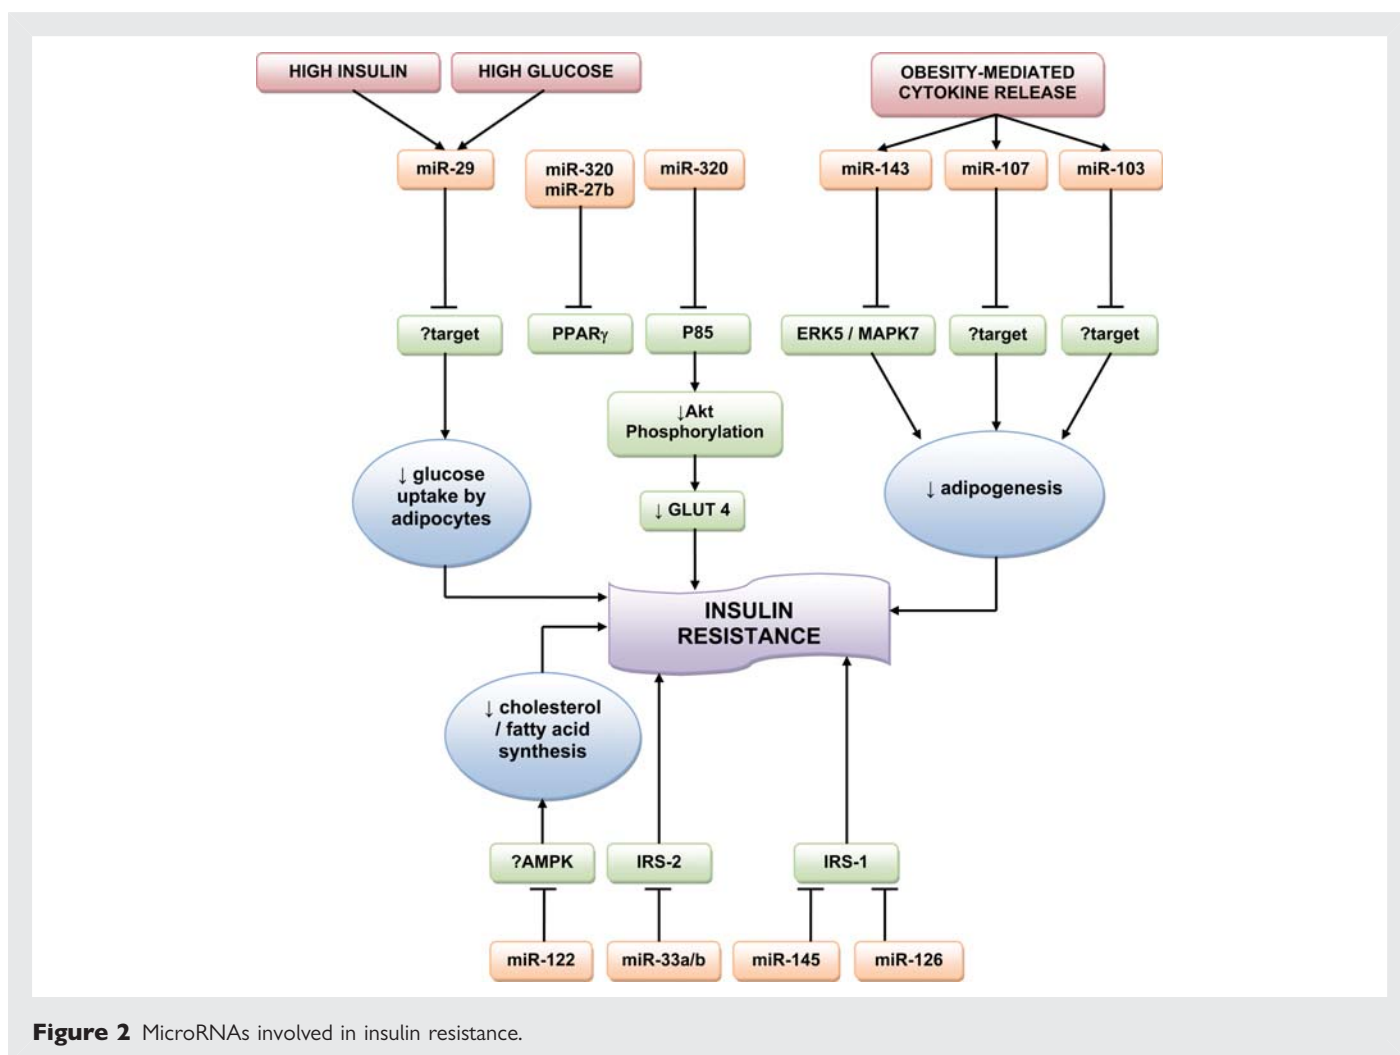 HIGH INSULIN
HIGH GLUCOSE
OBESITY-MEDIATED
CYTOKINE RELEASE
miR-29
miR-320
miR-27b
miR-320
miR-143
miR-107
miR-103
?target
PPARγ
P85
ERK5 / MAPK7
?target
?target
↓Akt
Phosphorylation
↓ glucose
uptake by
adipocytes
↓ GLUT 4
↓ adipogenesis
INSULIN
RESISTANCE
↓ cholesterol
/ fatty acid
synthesis
?AMPK
IRS-2
IRS-1
miR-122
miR-33a/b
miR-145
miR-126
Figure 2 MicroRNAs involved in insulin resistance.